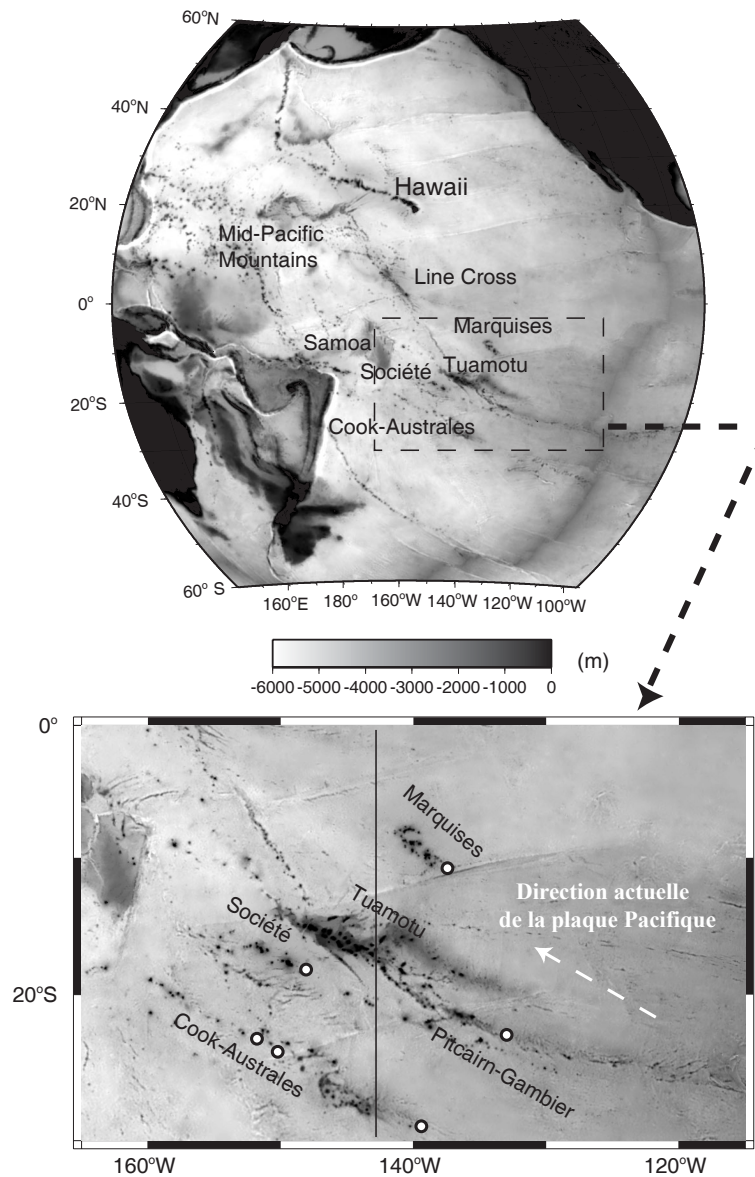 60°N
40°N
20°N
0°
20°S
40°S
60° S
Hawaii
Mid-Pacific
Mountains
Line Cross
Marquises
Samoa
Société
Tuamotu
Cook-Australes
160°E 180° 160°W 140°W 120°W 100°W
(m)
-6000 -5000 -4000 -3000 -2000 -1000 0
0°
Marquises
Direction actuelle
de la plaque Pacifique
Tuamotu
Société
20°S
Cook-Australes
Pitcairn-Gambier
160°W 140°W 120°W